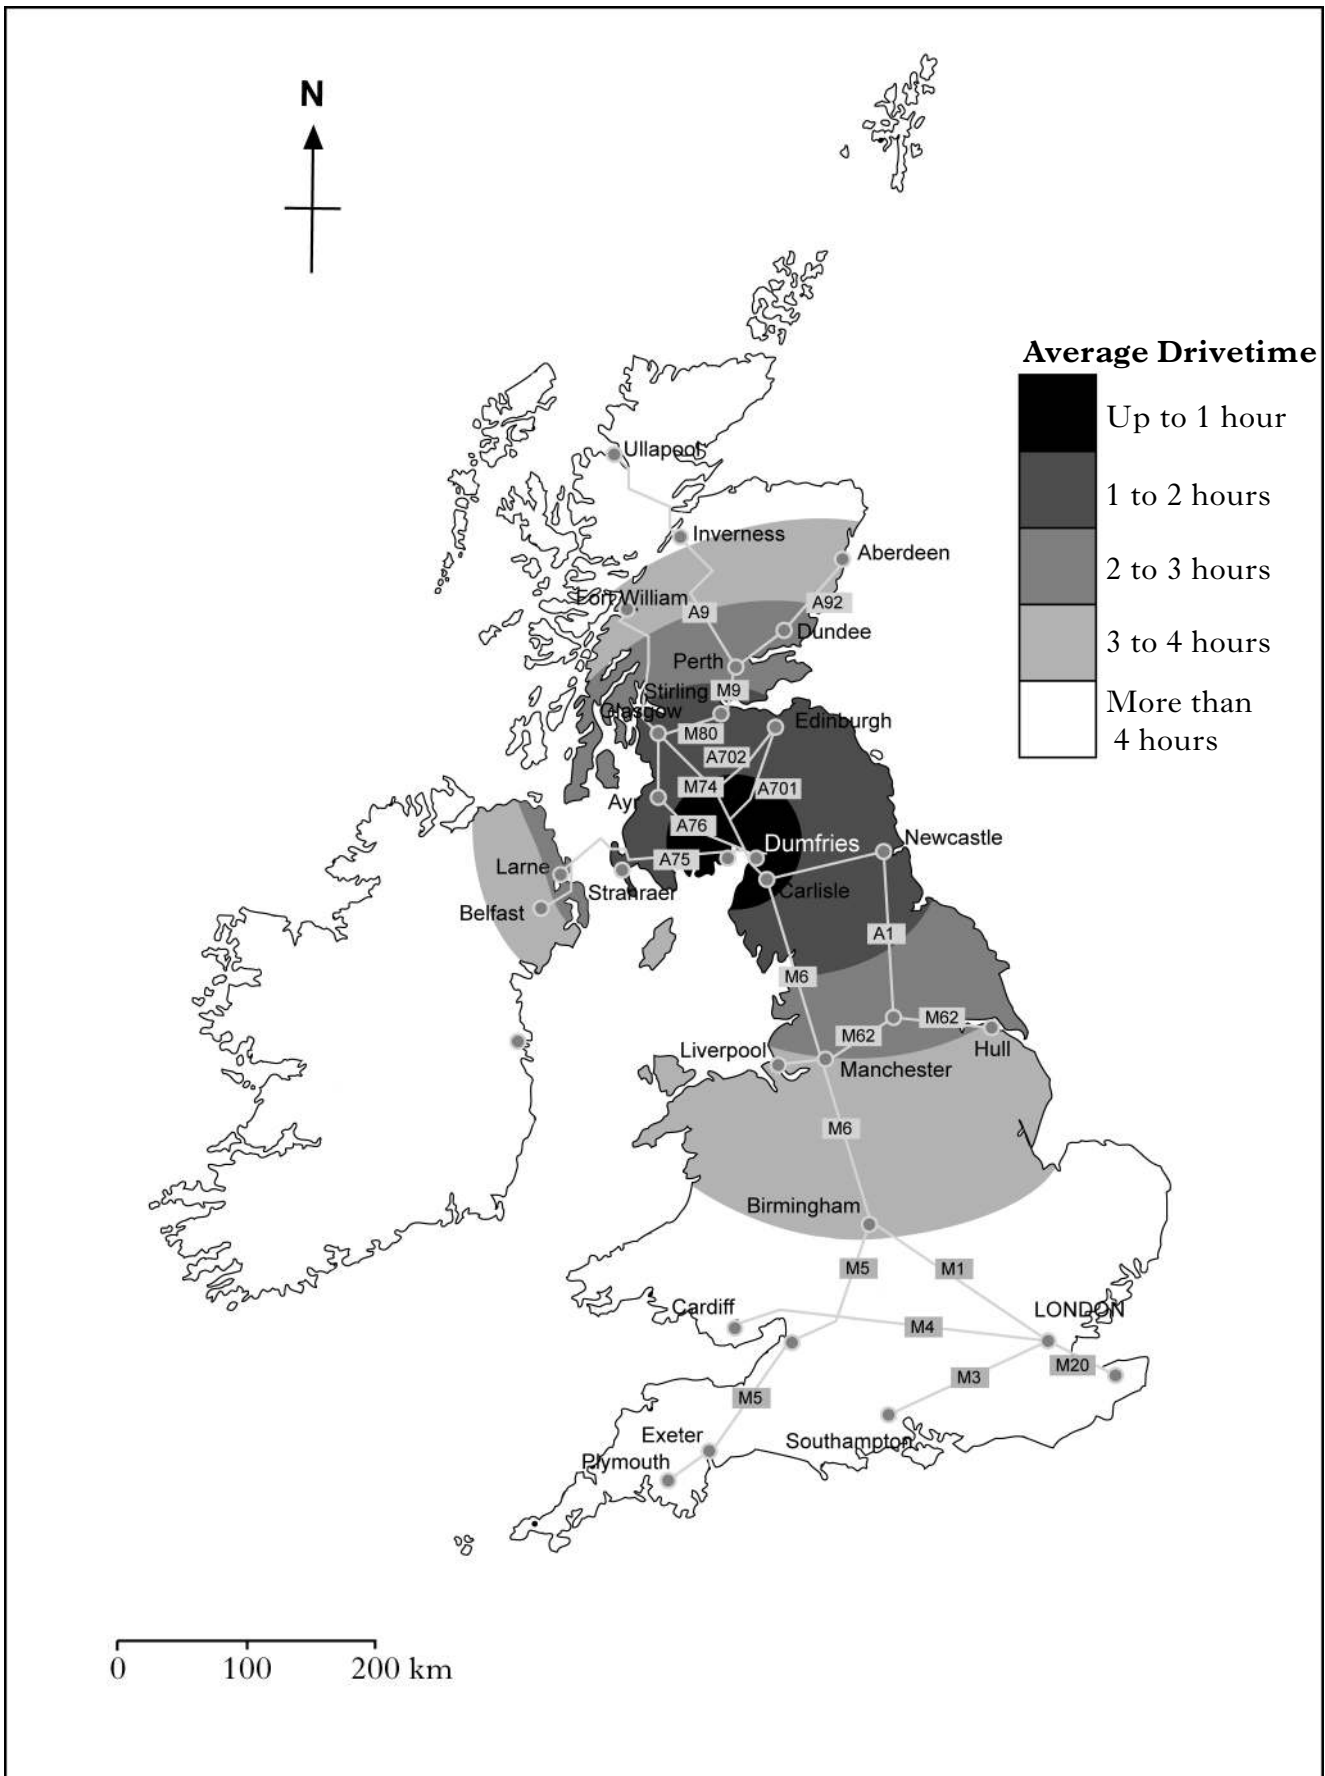 N
Average Drivetime
Up to 1 hour
1 to 2 hours
2 to 3 hours
3 to 4 hours
More than
4 hours
Ullapool
Inverness
Aberdeen
Fort William
A9
A92
Dundee
Perth
Stirling
M9
Glasgow
Edinburgh
M80
A702
M74
A701
Ayr
A76
Dumfries
Newcastle
A75
Larne
Stranraer
Carlisle
Belfast
A1
M6
M62
M62
Liverpool
Hull
Manchester
M6
Birmingham
M5
M1
Cardiff
LONDON
M4
M20
M3
M5
Exeter
Southampton
Plymouth
0
100
200 km